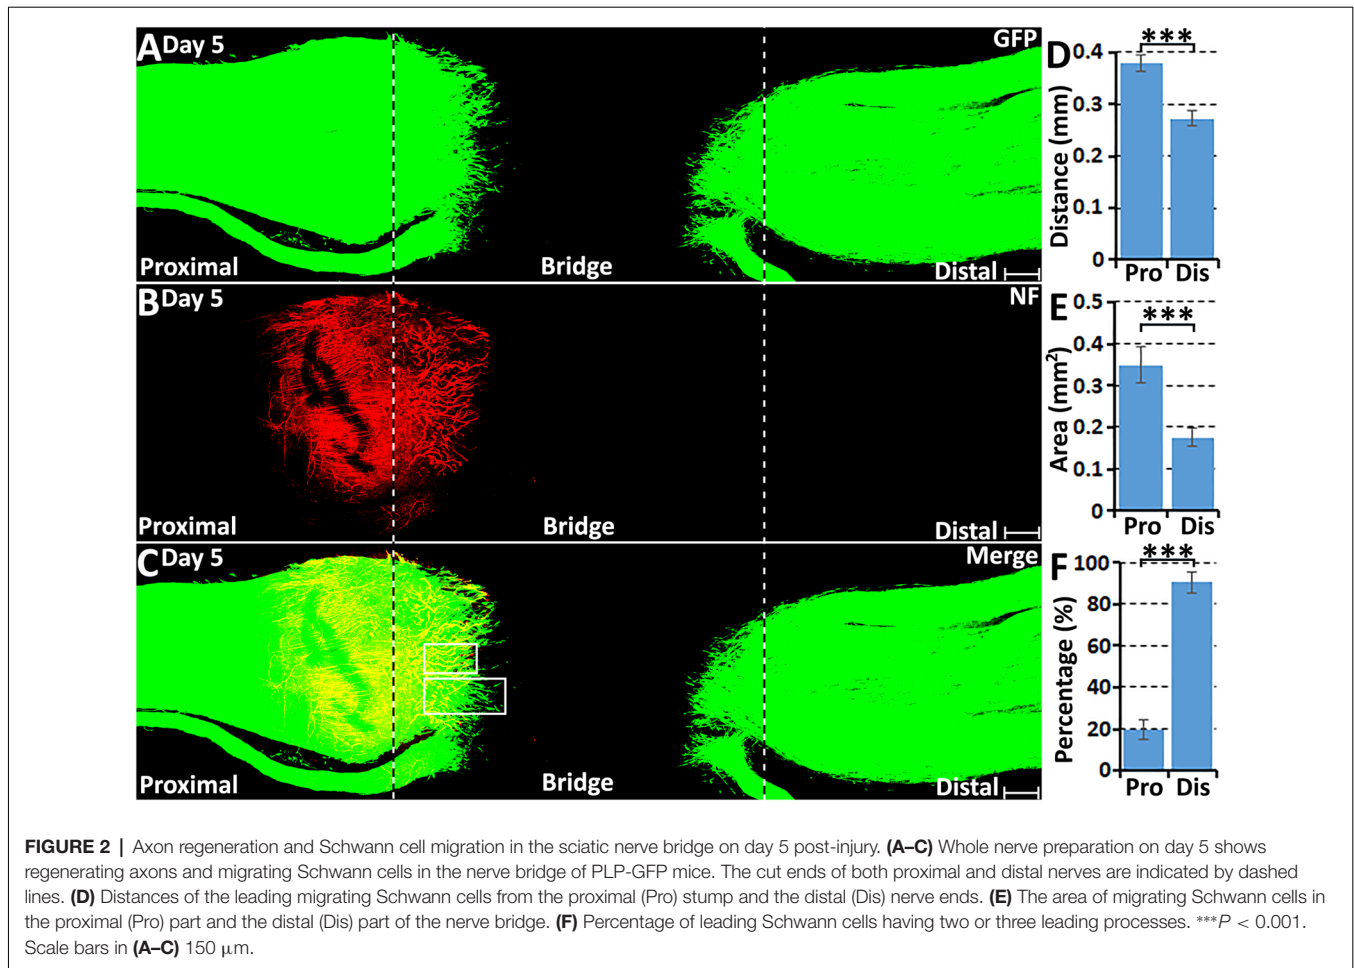 A Day 5
GFP
Proximal
Bridge
Distal
B Day 5
NF
Proximal
Bridge
Distal
C Day 5
Merge
Proximal
Bridge
Distal
D
***
Distance (mm)
0.4
0.3
0.2
0.1
0
Pro Dis
E
***
Area (mm²)
0.5
0.4
0.3
0.2
0.1
0
Pro Dis
F
***
Percentage (%)
100
80
60
40
20
0
Pro Dis
FIGURE 2 | Axon regeneration and Schwann cell migration in the sciatic nerve bridge on day 5 post-injury. (A–C) Whole nerve preparation on day 5 shows
regenerating axons and migrating Schwann cells in the nerve bridge of PLP-GFP mice. The cut ends of both proximal and distal nerves are indicated by dashed
lines. (D) Distances of the leading migrating Schwann cells from the proximal (Pro) stump and the distal (Dis) nerve ends. (E) The area of migrating Schwann cells in
the proximal (Pro) part and the distal (Dis) part of the nerve bridge. (F) Percentage of leading Schwann cells having two or three leading processes. ***P < 0.001.
Scale bars in (A–C) 150 μm.